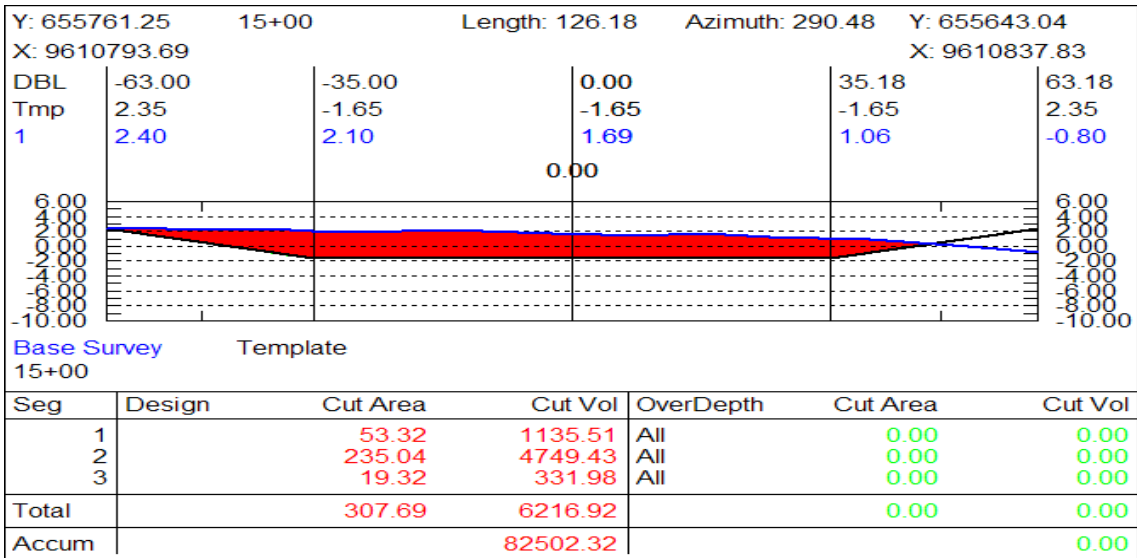 Y: 655761.25 15+00 Length: 126.18 Azimuth: 290.48 Y: 655643.04
X: 9610793.69 X: 9610837.83
DBL -63.00 -35.00 0.00 35.18 63.18
Tmp 2.35 -1.65 -1.65 -1.65 2.35
1 2.40 2.10 1.69 1.06 -0.80
0.00
6.00 6.00
4.00 4.00
2.00 2.00
0.00 0.00
-2.00 -2.00
-4.00 -4.00
-6.00 -6.00
-8.00 -8.00
-10.00 -10.00
Base Survey Template
15+00
Seg Design Cut Area Cut Vol OverDepth Cut Area Cut Vol
1 53.32 1135.51 All 0.00 0.00
2 235.04 4749.43 All 0.00 0.00
3 19.32 331.98 All 0.00 0.00
Total 307.69 6216.92 0.00 0.00
Accum 82502.32 0.00